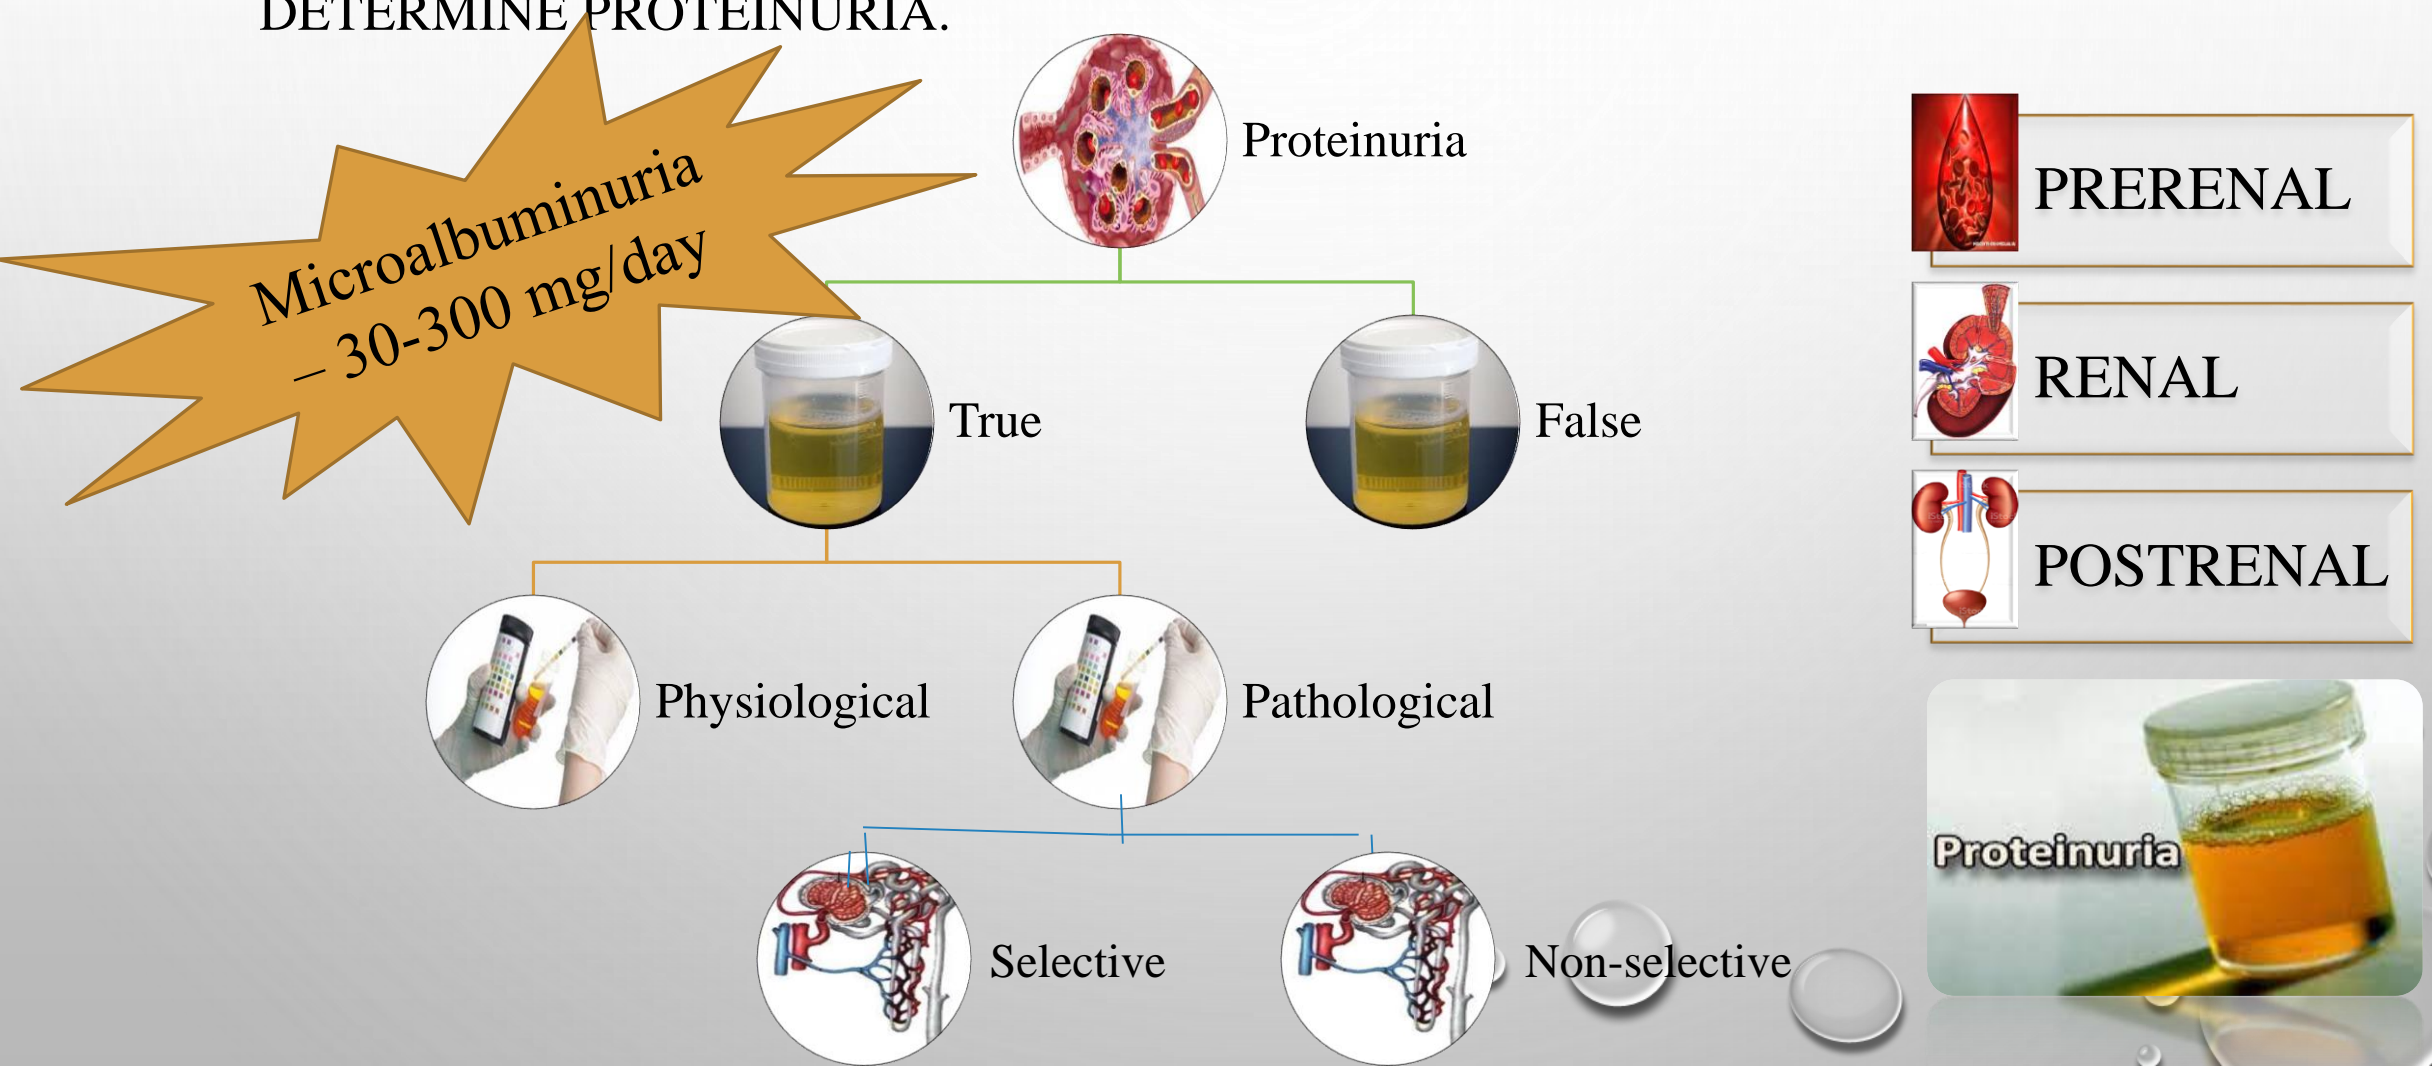 DETERMINE PROTEINURIA.
Microalbuminuria
– 30-300 mg/day
Proteinuria
True
False
Physiological
Pathological
Selective
Non-selective
PRERENAL
RENAL
POSTRENAL
Proteinuria